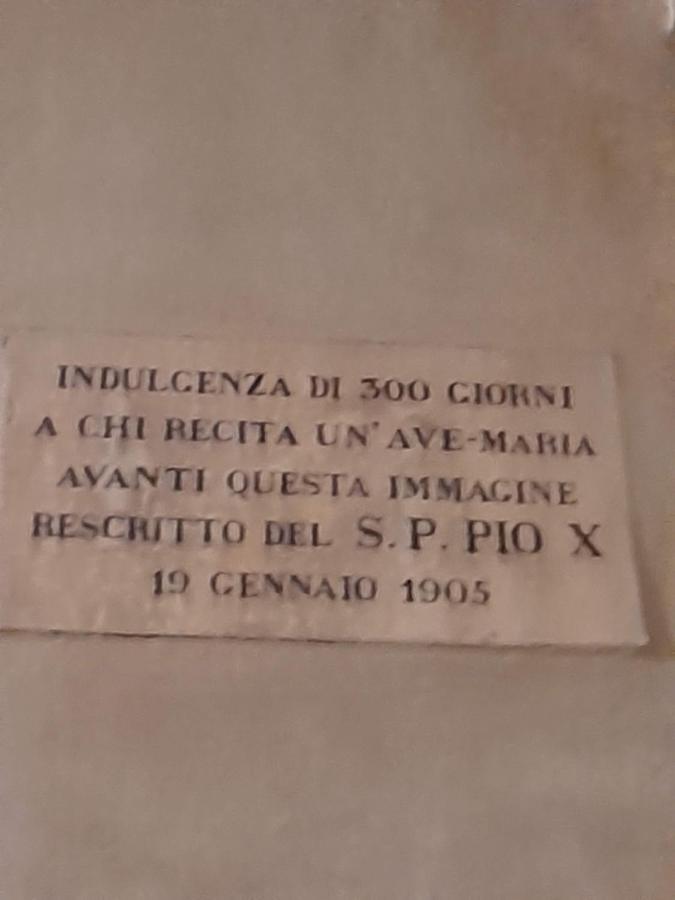 INDULGENZA DI 300 GIORNI
A CHI RECITA UN' AVE-MARIA
AVANTI QUESTA IMMAGINE
RESCRITTO DEL S. P. PIO X
19 GENNAIO 1905